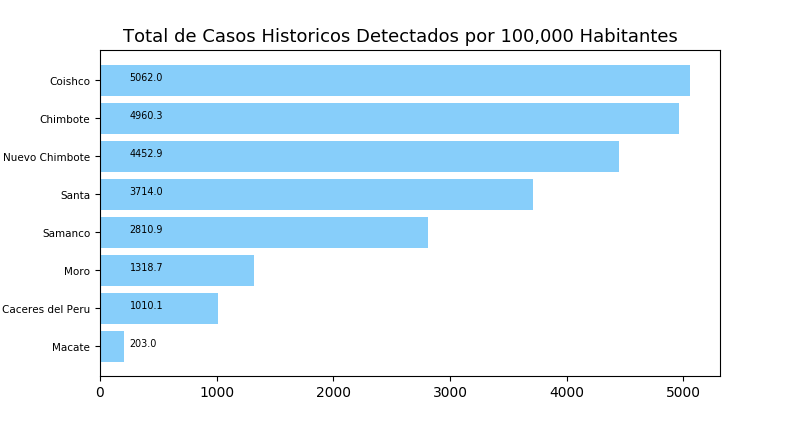 Total de Casos Historicos Detectados por 100,000 Habitantes
Coishco 5062.0
Chimbote 4960.3
Nuevo Chimbote 4452.9
Santa 3714.0
Samanco 2810.9
Moro 1318.7
Caceres del Peru 1010.1
Macate 203.0
0 1000 2000 3000 4000 5000